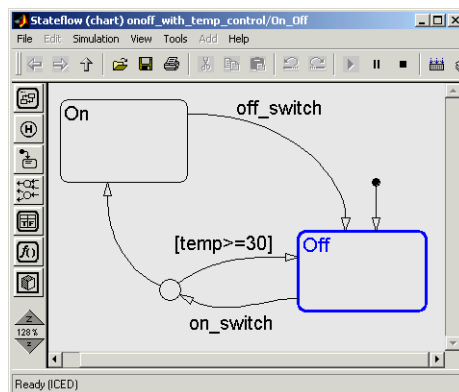 Stateflow (chart) onoff_with_temp_control/On_Off
File Edit Simulation View Tools Add Help
On
off_switch
[temp>=30]
Off
on_switch
128 %
Ready (ICED)